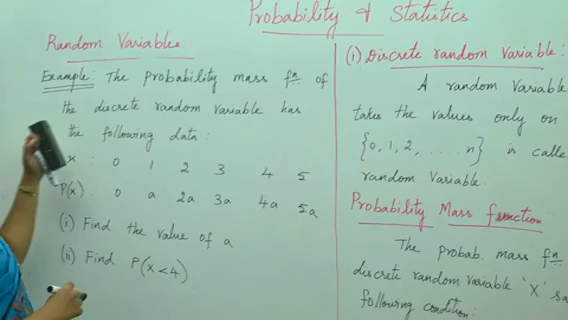 Probability & Statistics
Random Variables
Example: The probability mass fn of
the discrete random variable has
the following data:
x : 0 1 2 3 4 5
P(x) : 0 a 2a 3a 4a 5a
(i) Find the value of a
(ii) Find P(X<4)
(i) Discrete random Variable:
A random Variable
takes the values only on
{0, 1, 2, .... n} is calle
random Variable.
Probability Mass function
The probab. mass fn
discrete random Variable 'X' sa
following condition: